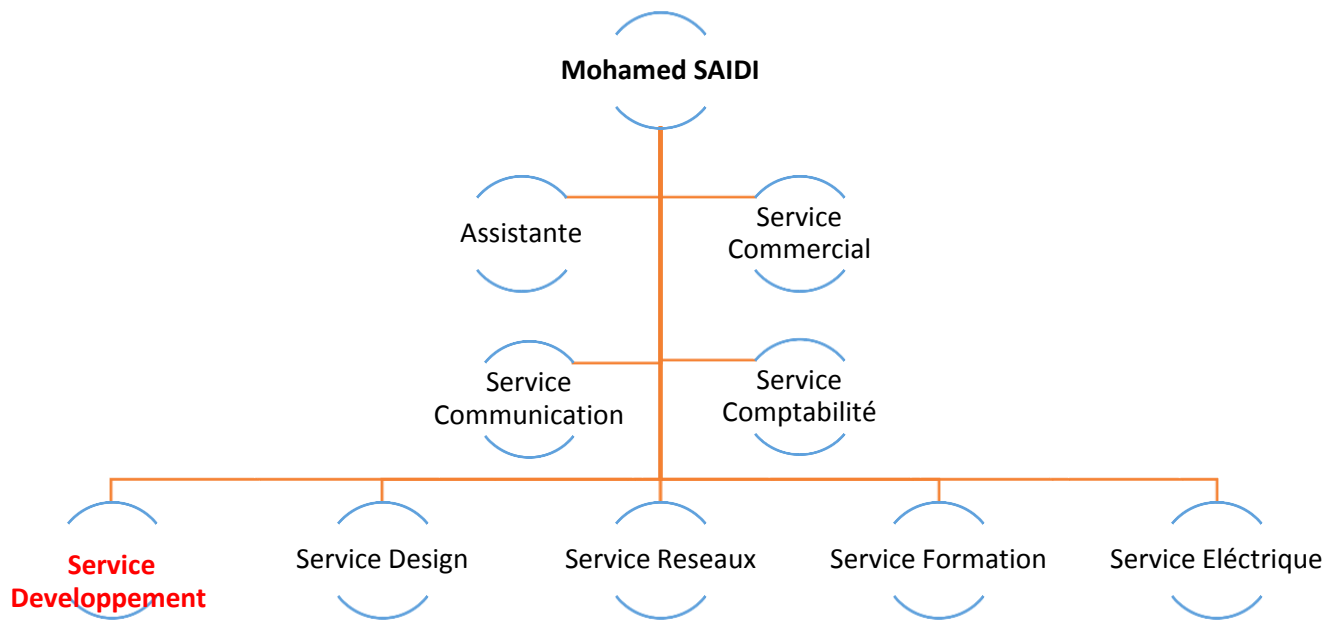 Mohamed SAIDI
Assistante
Service
Commercial
Service
Communication
Service
Comptabilité
Service
Developpement
Service Design
Service Reseaux
Service Formation
Service Eléctrique